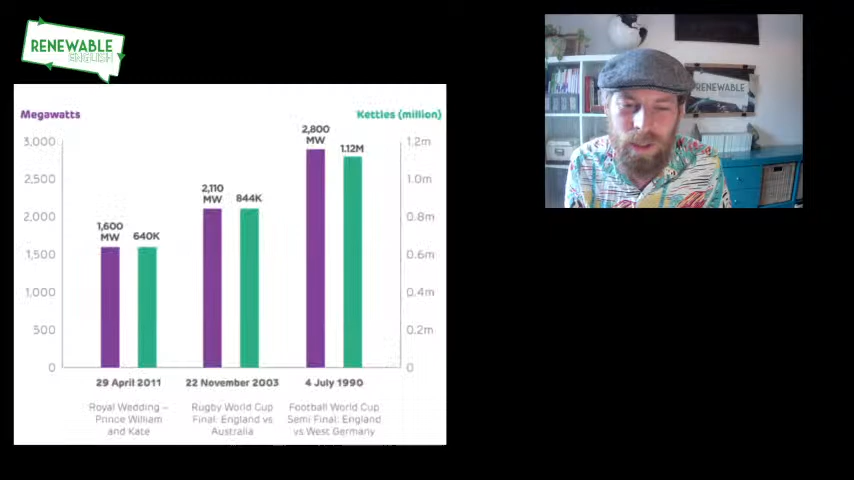 RENEWABLE
ENGLISH
Megawatts
Kettles (million)
3,000
2,500
2,000
1,500
1,000
500
0
1,600
MW
640K
2,110
MW
844K
2,800
MW
1.12M
1.2m
1.0m
0.8m
0.6m
0.4m
0.2m
0
29 April 2011
22 November 2003
4 July 1990
Royal Wedding –
Prince William
and Kate
Rugby World Cup
Final: England vs
Australia
Football World Cup
Semi Final: England
vs West Germany
RENEWABLE